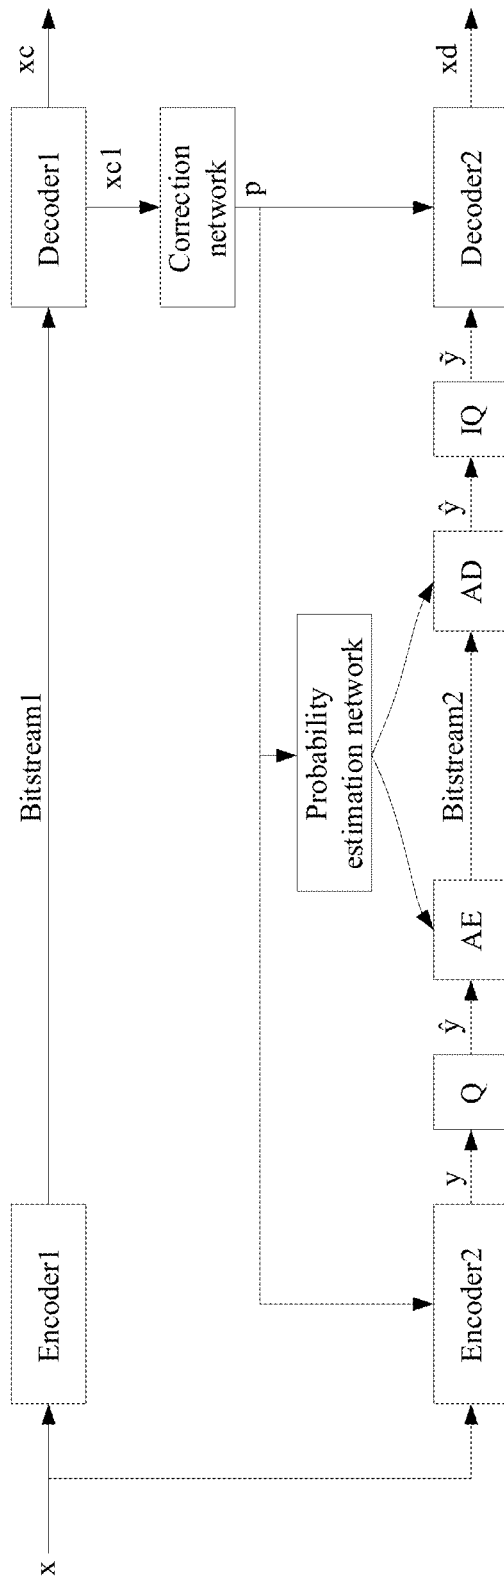 x
Encoder1
Bitstream1
Decoder1
xc
xc1
Correction
network
p
Probability
estimation network
Encoder2
y
Q
ŷ
AE
Bitstream2
AD
ŷ
IQ
ỹ
Decoder2
xd